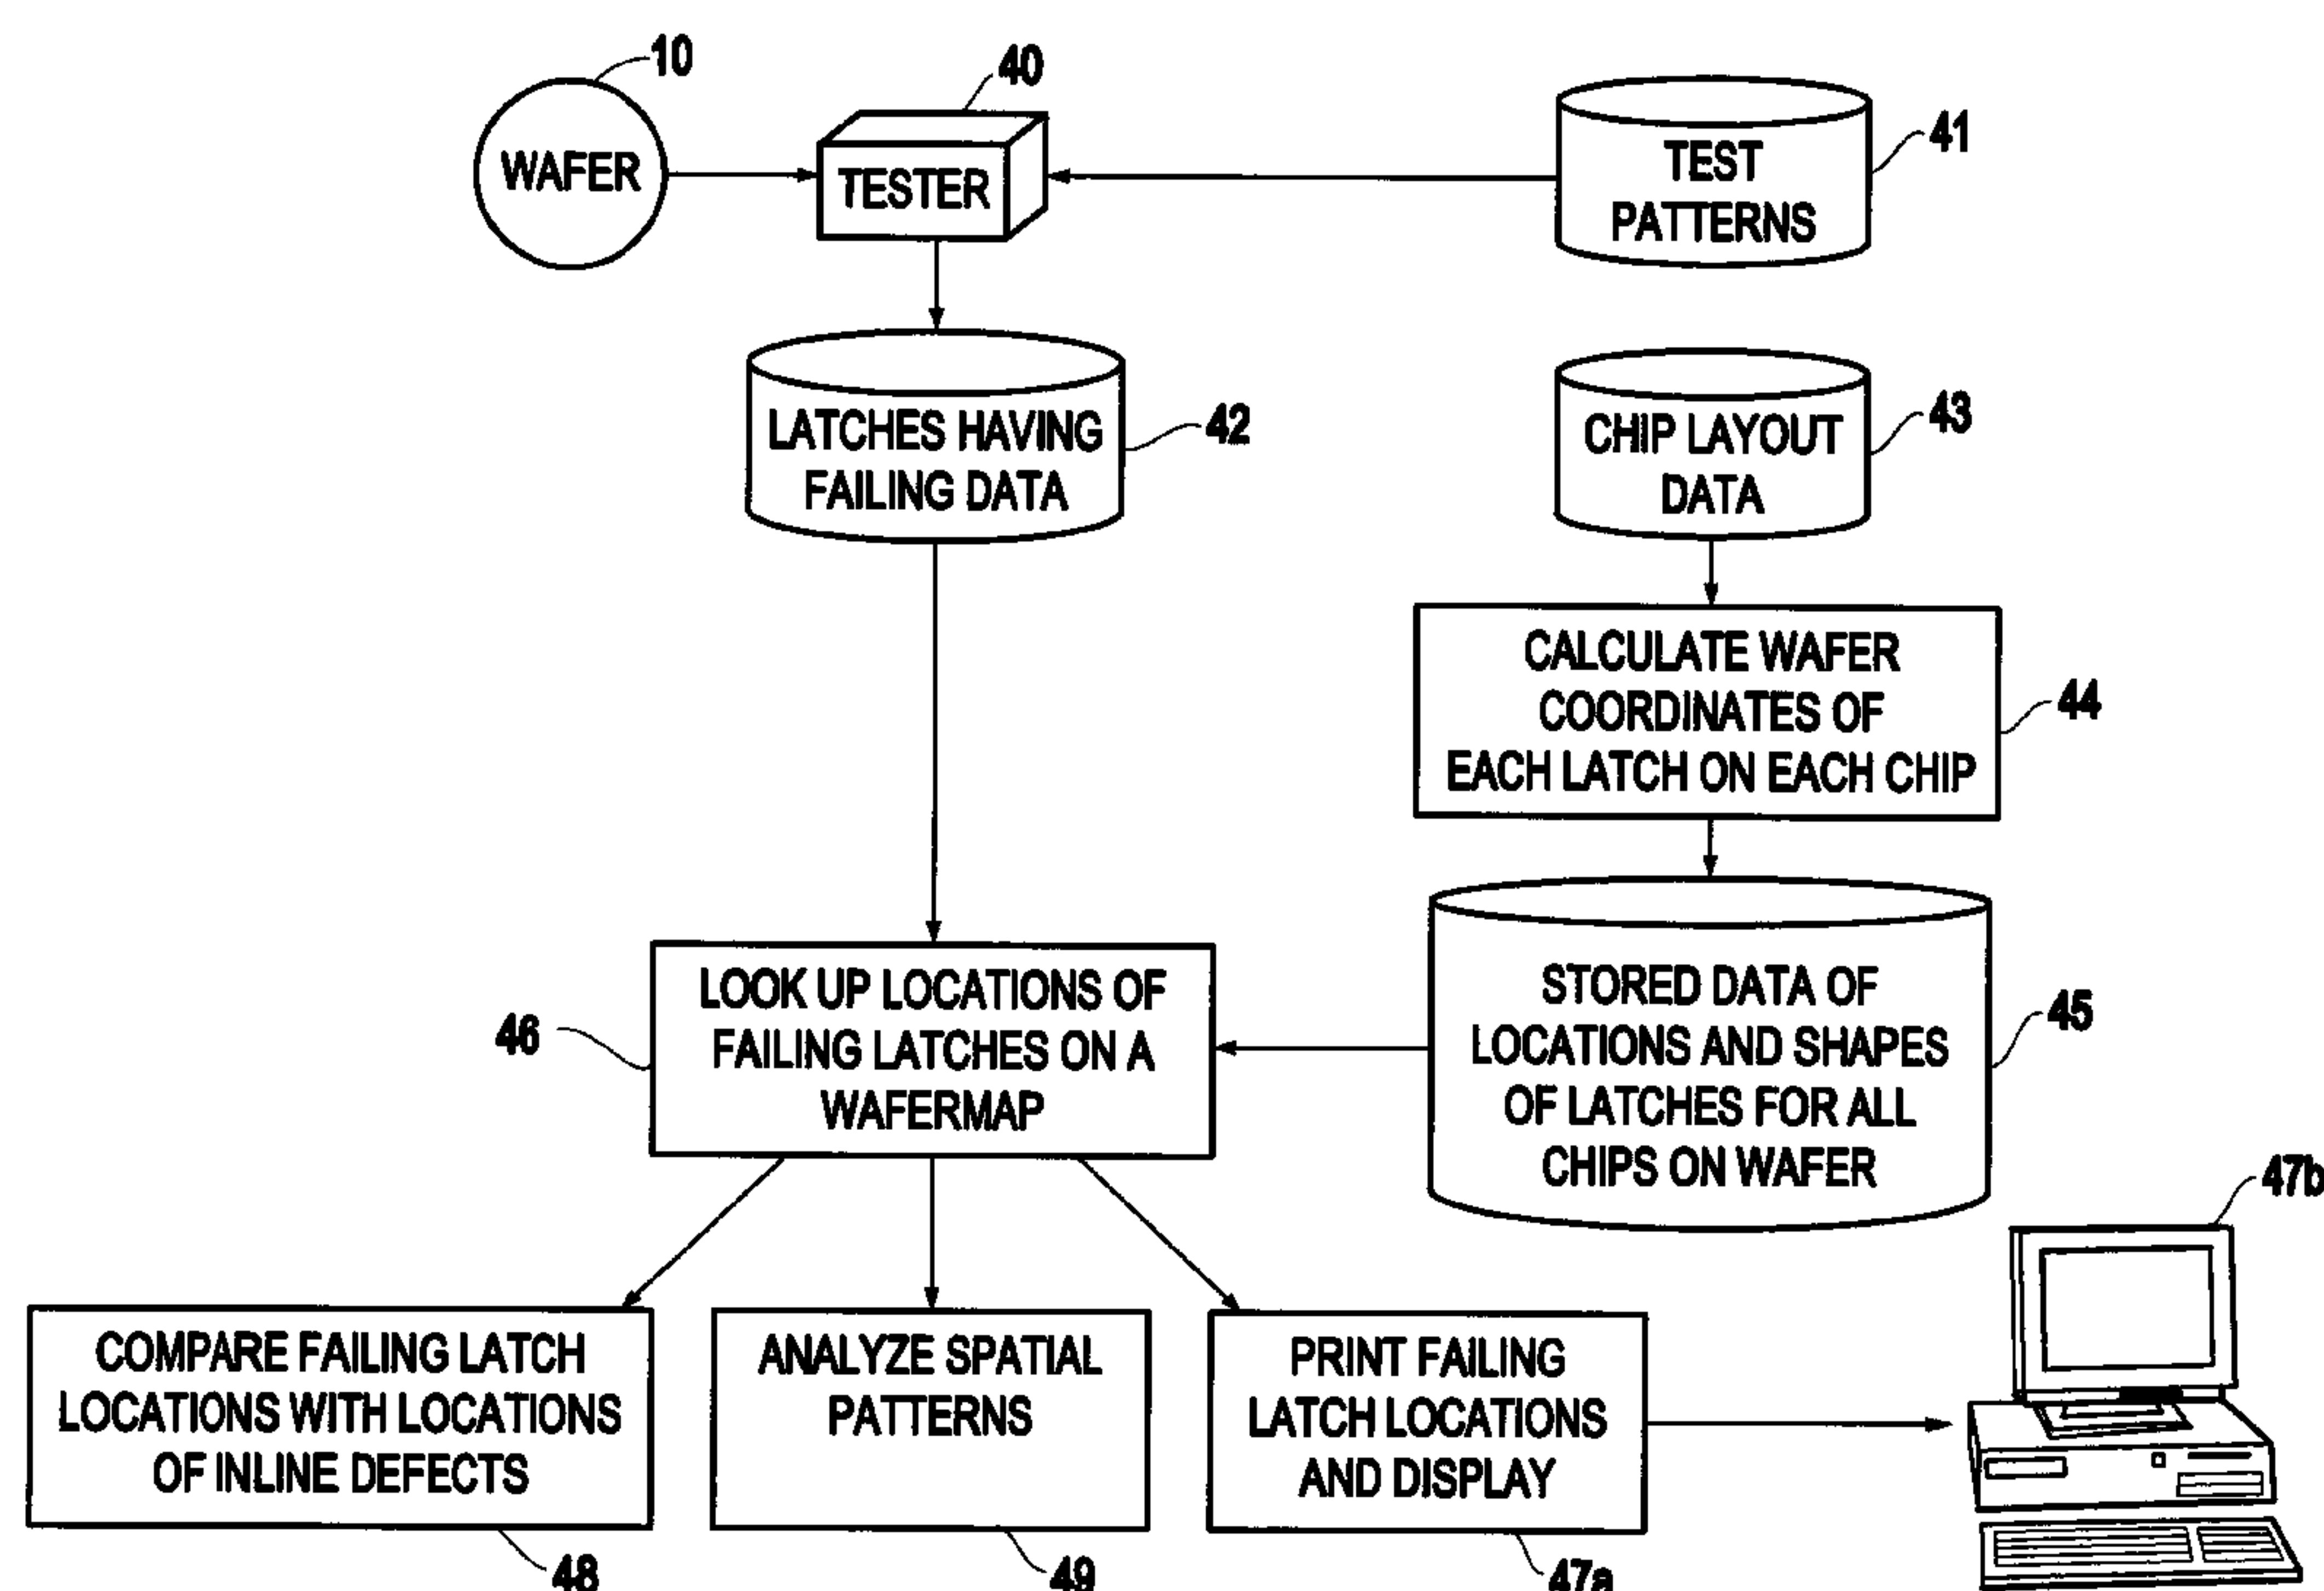 10
40
41
WAFER
TESTER
TEST
PATTERNS
LATCHES HAVING
FAILING DATA
42
CHIP LAYOUT
DATA
43
CALCULATE WAFER
COORDINATES OF
EACH LATCH ON EACH CHIP
44
LOOK UP LOCATIONS OF
FAILING LATCHES ON A
WAFERMAP
46
STORED DATA OF
LOCATIONS AND SHAPES
OF LATCHES FOR ALL
CHIPS ON WAFER
45
47b
COMPARE FAILING LATCH
LOCATIONS WITH LOCATIONS
OF INLINE DEFECTS
48
ANALYZE SPATIAL
PATTERNS
49
PRINT FAILING
LATCH LOCATIONS
AND DISPLAY
47a